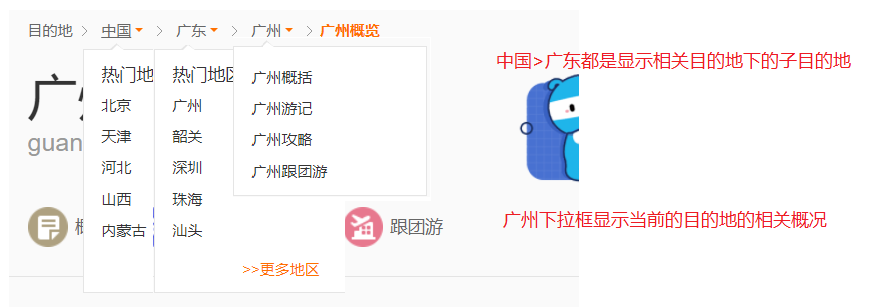 目的地 > 中国 > 广东 > 广州 > 广州概览
中国>广东都是显示相关目的地下的子目的地
热门地
热门地区
广州概括
北京
广州
广州游记
天津
韶关
广州攻略
河北
深圳
广州跟团游
山西
珠海
内蒙古
汕头
广
guan
跟团游
>>更多地区
广州下拉框显示当前的目的地的相关概况